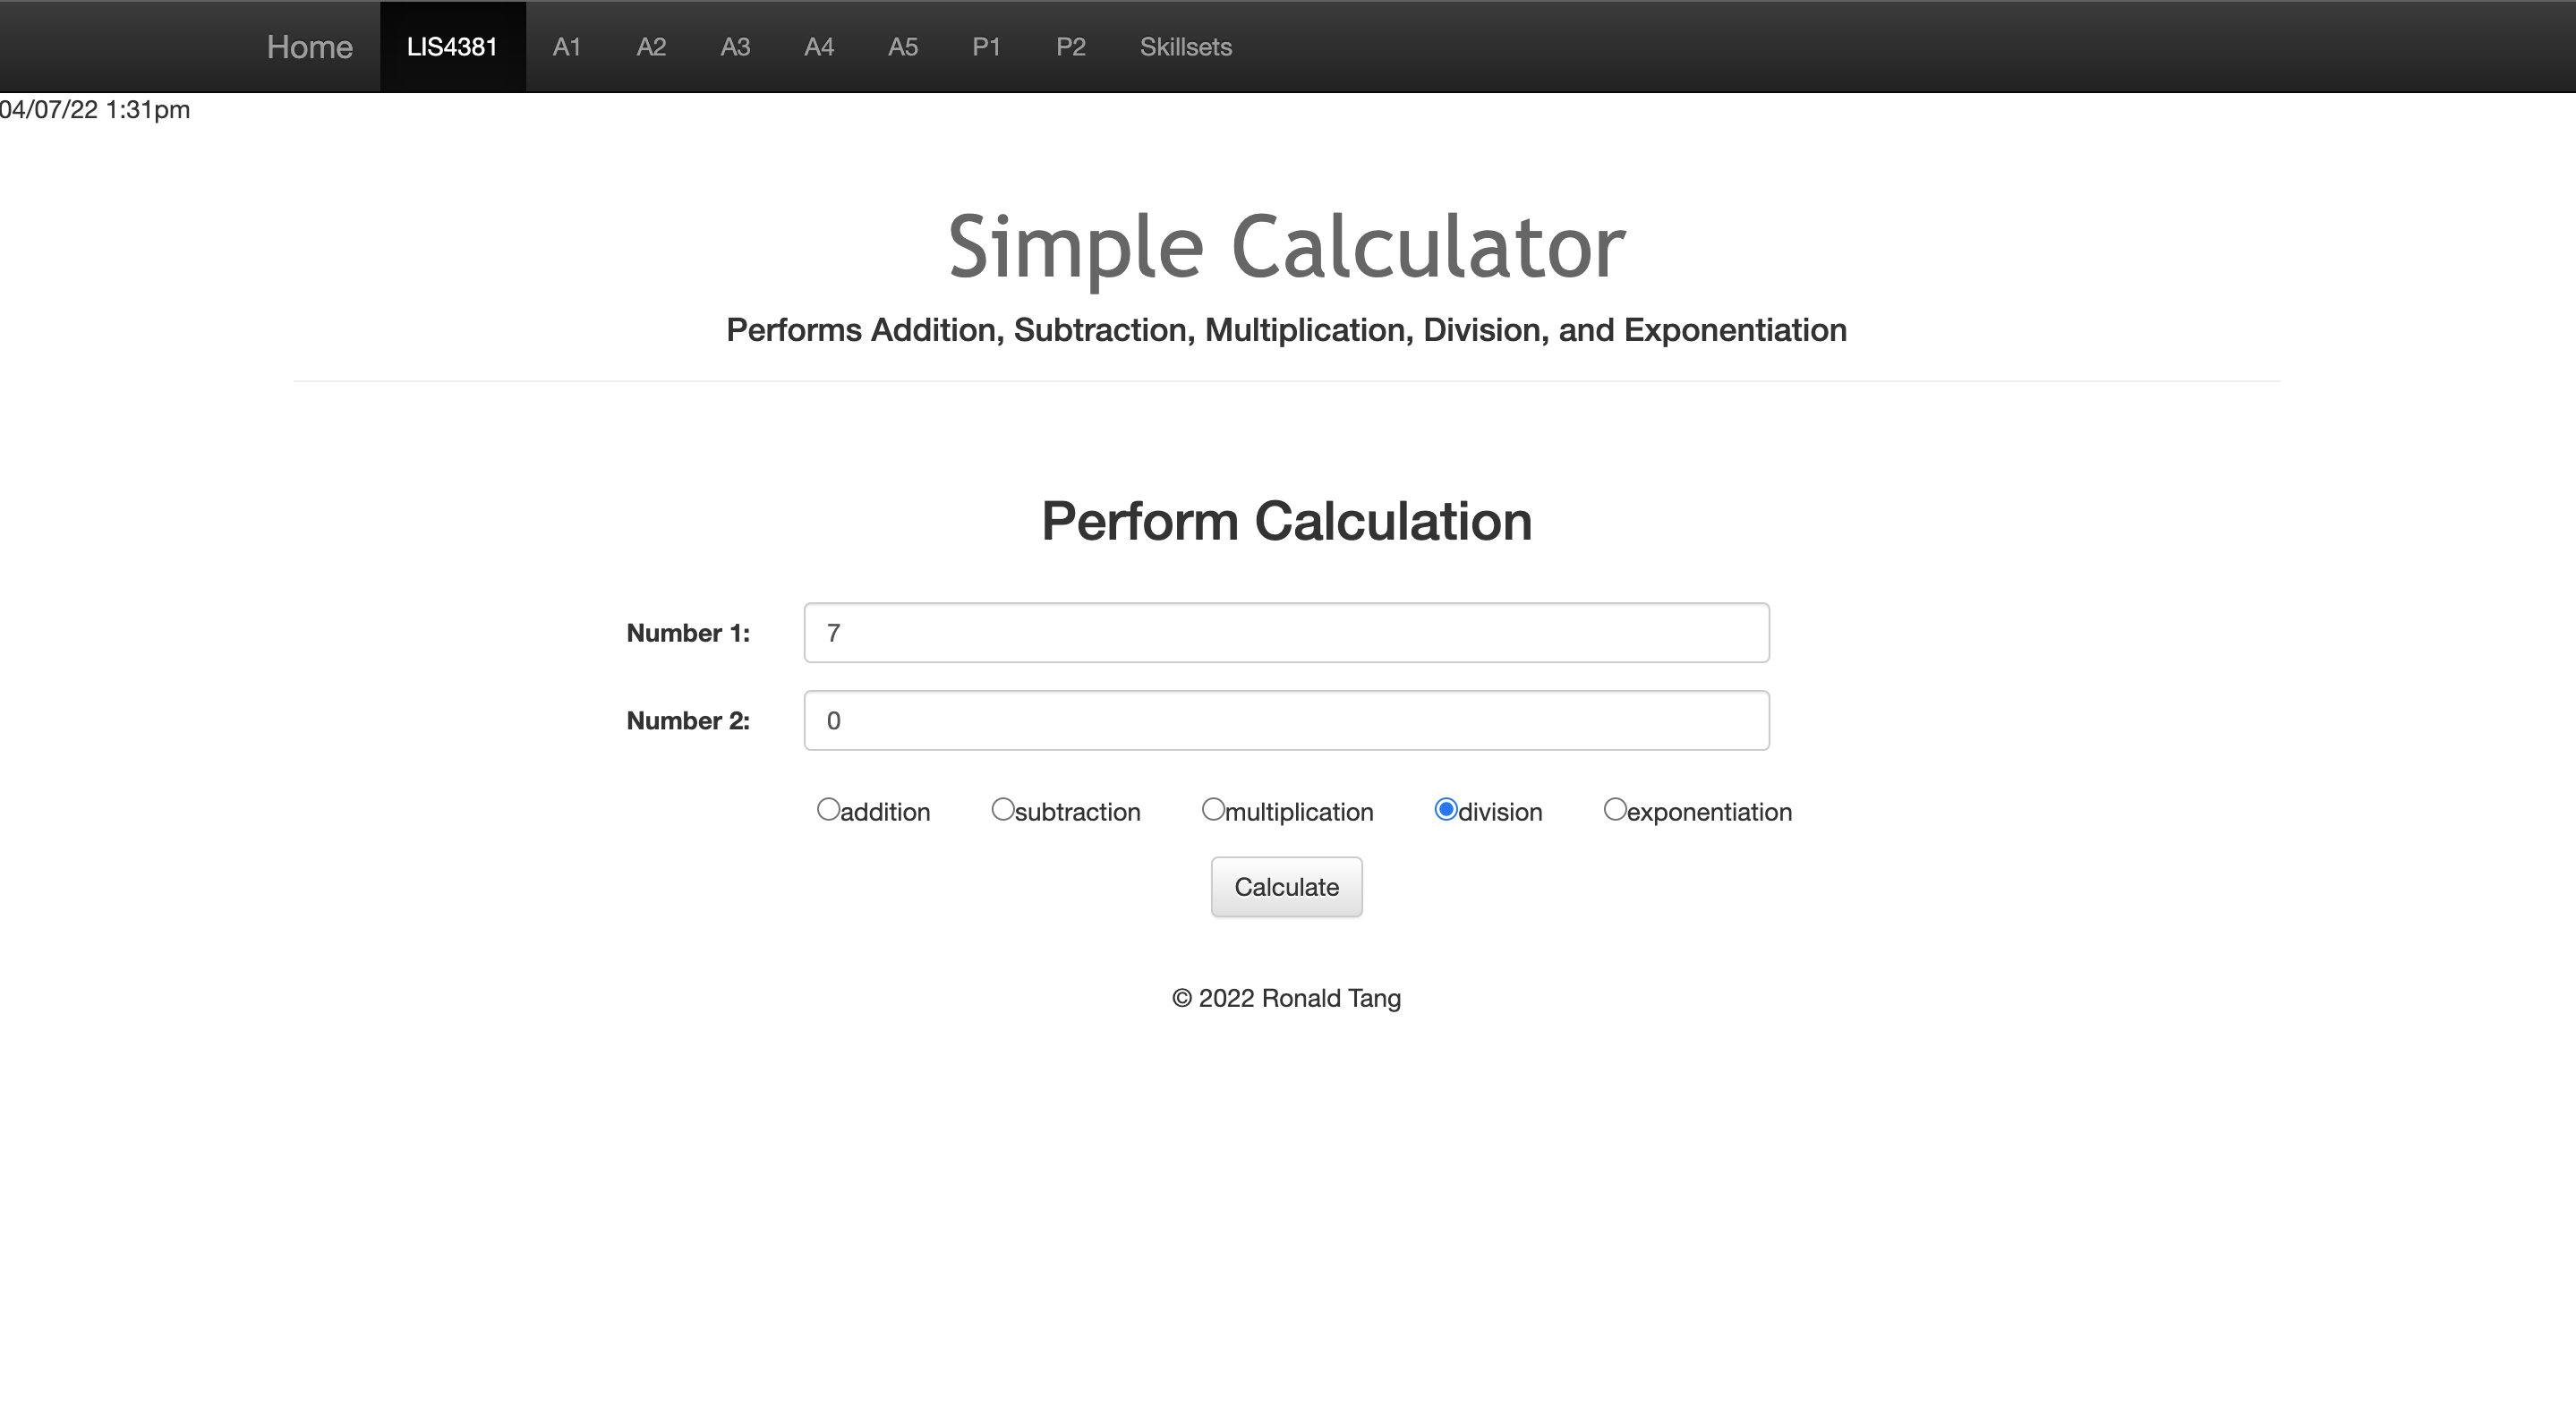 Home LIS4381 A1 A2 A3 A4 A5 P1 P2 Skillsets
04/07/22 1:31pm
Simple Calculator
Performs Addition, Subtraction, Multiplication, Division, and Exponentiation
Perform Calculation
Number 1: 7
Number 2: 0
addition subtraction multiplication division exponentiation
Calculate
© 2022 Ronald Tang